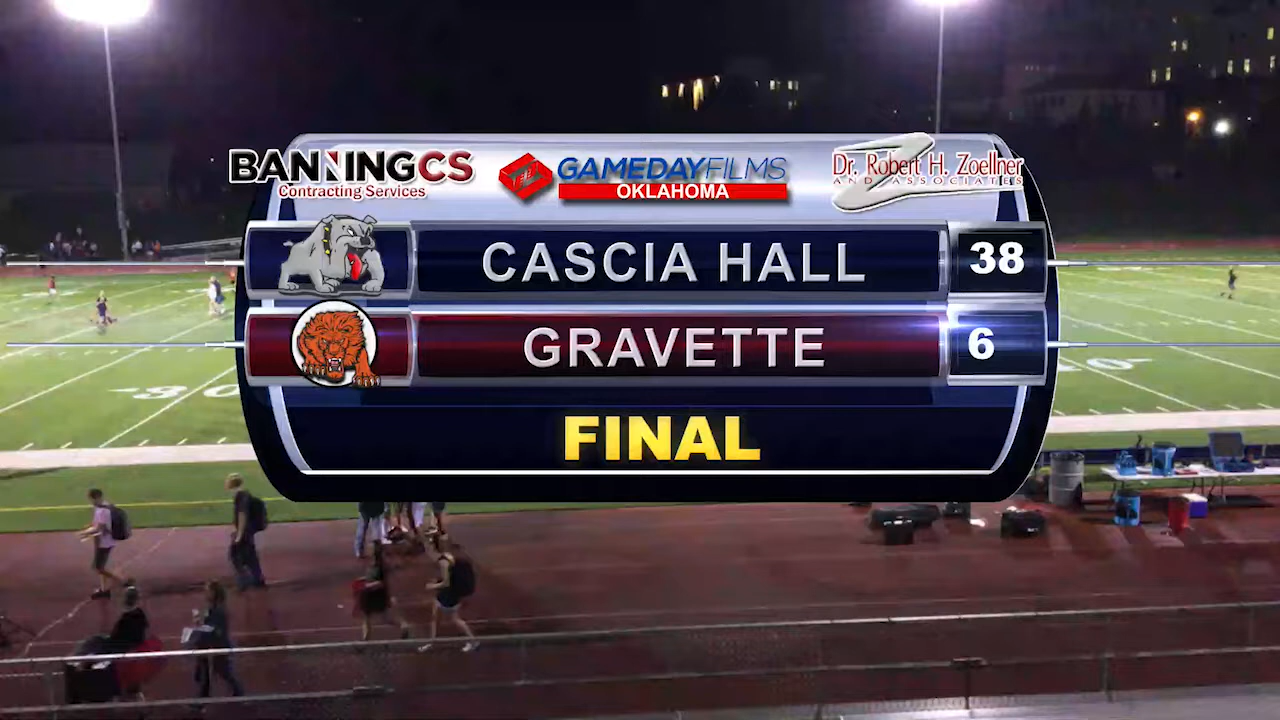 BANNINGCS
Contracting Services
GAMEDAYFILMS
OKLAHOMA
Dr. Robert H. Zoellner
AND ASSOCIATES
CASCIA HALL 38
GRAVETTE 6
FINAL